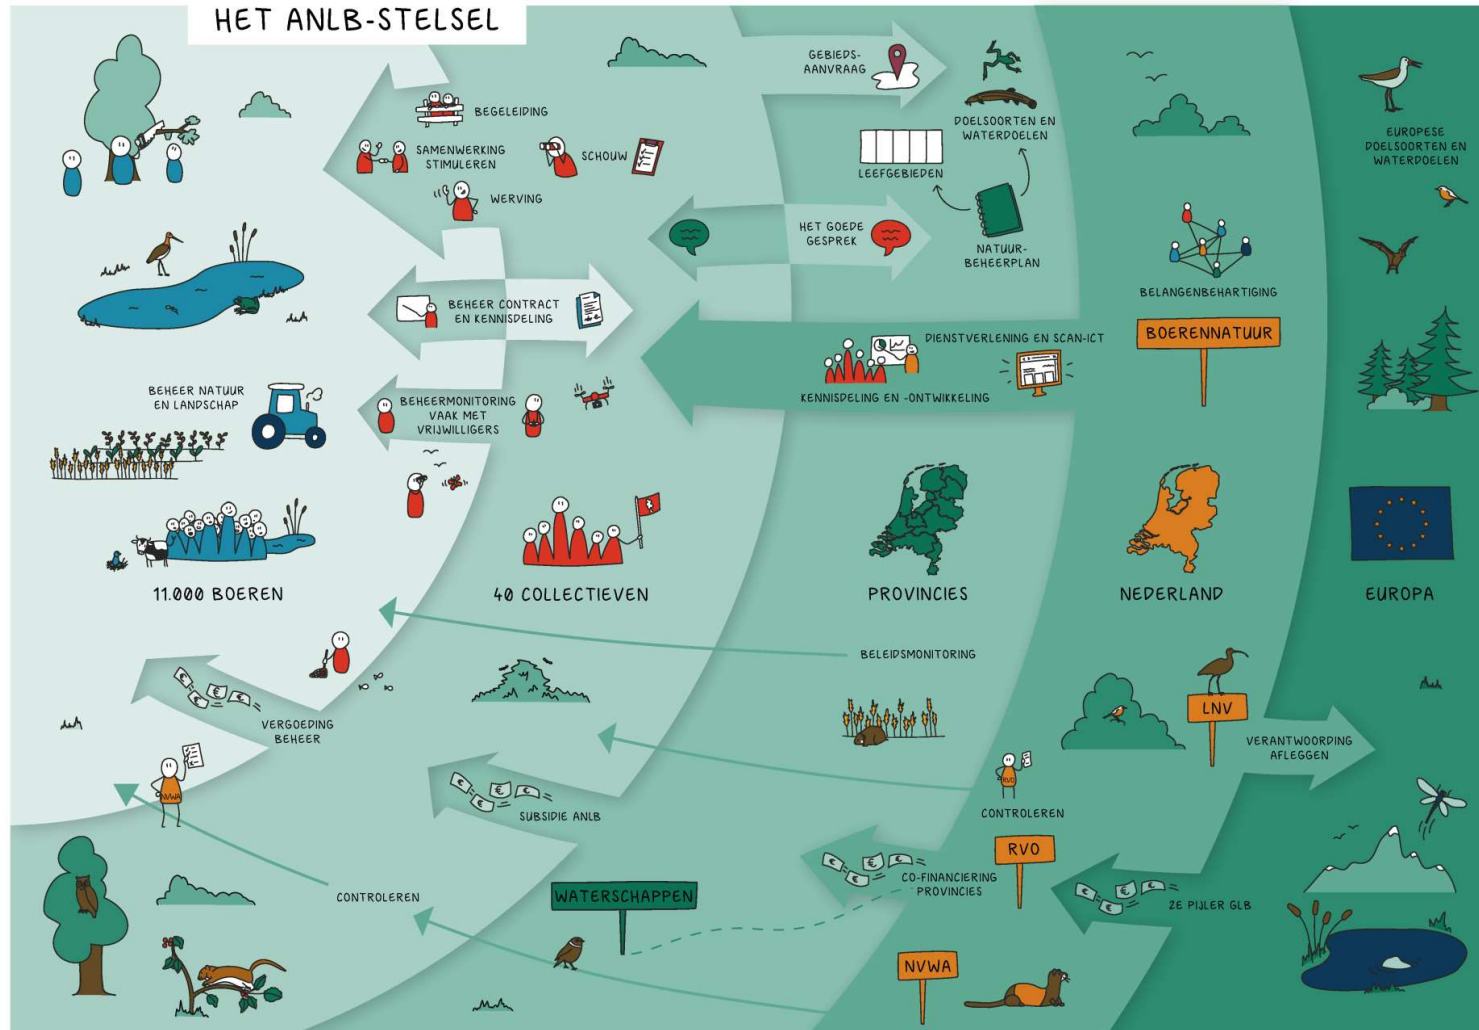 HET ANLB-STELSEL
BEGELEIDING
SAMENWERKING
STIMULEREN
SCHOUW
WERVING
GEBIEDS-
AANVRAAG
DOELSOORTEN EN
WATERDOELEN
LEEFGEBIEDEN
HET GOEDE
GESPREK
NATUUR-
BEHEERPLAN
EUROPESE
DOELSOORTEN EN
WATERDOELEN
BELANGENBEHARTIGING
BEHEER CONTRACT
EN KENNISDELING
DIENSTVERLENING EN SCAN-ICT
BOERENNATUUR
KENNISDELING EN -ONTWIKKELING
BEHEER NATUUR
EN LANDSCHAP
BEHEERMONITORING
VAAK MET
VRIJWILLIGERS
11.000 BOEREN
40 COLLECTIEVEN
PROVINCIES
NEDERLAND
EUROPA
BELEIDSMONITORING
VERGOEDING
BEHEER
LNV
VERANTWOORDING
AFLEGGEN
NVWA
SUBSIDIE ANLB
RVO
CONTROLEREN
RVO
CO-FINANCIERING
PROVINCIES
2E PIJLER GLB
CONTROLEREN
WATERSCHAPPEN
NVWA